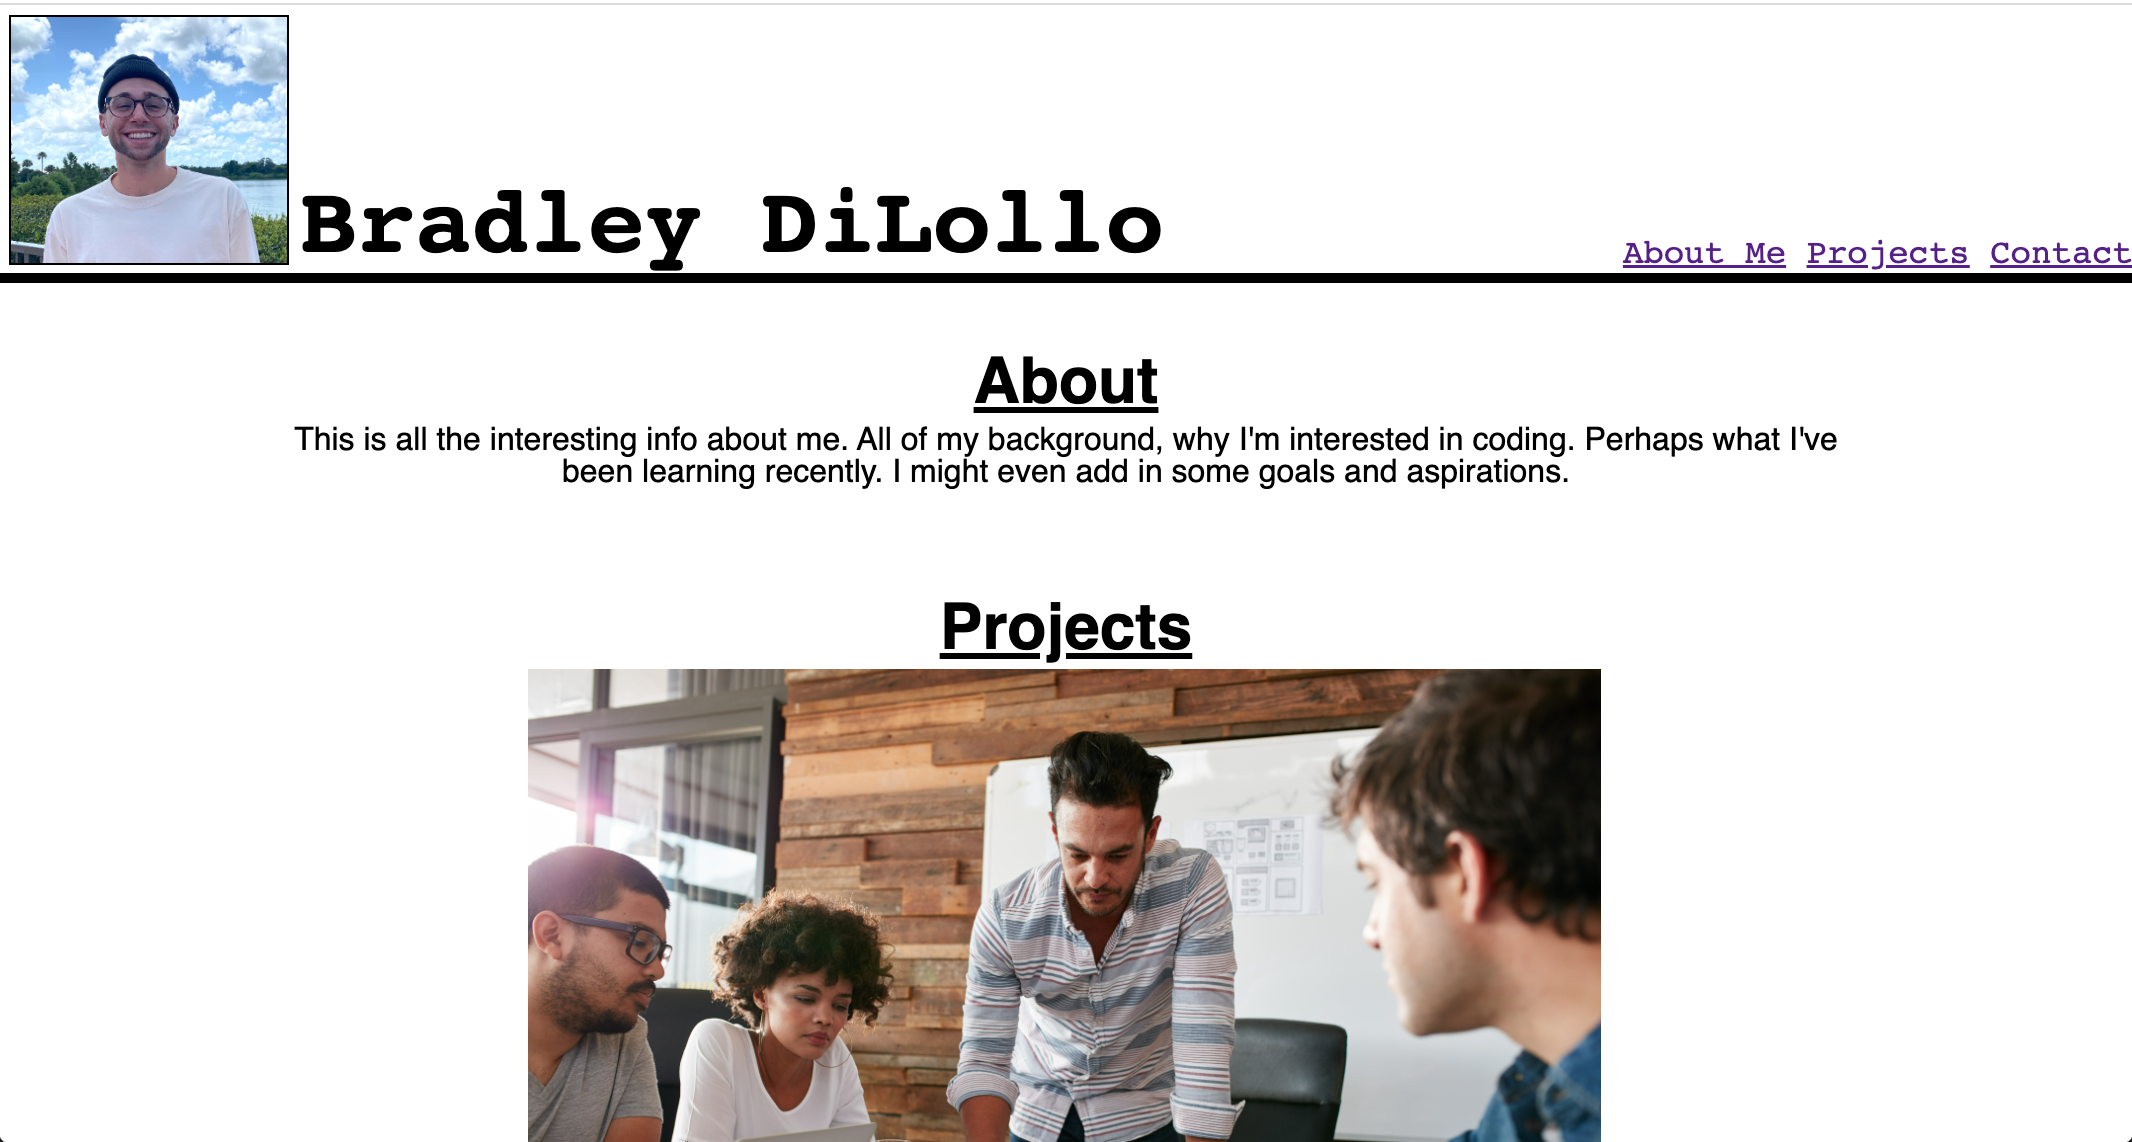 Bradley DiLollo
About Me Projects Contact
About
This is all the interesting info about me. All of my background, why I'm interested in coding. Perhaps what I've
been learning recently. I might even add in some goals and aspirations.
Projects